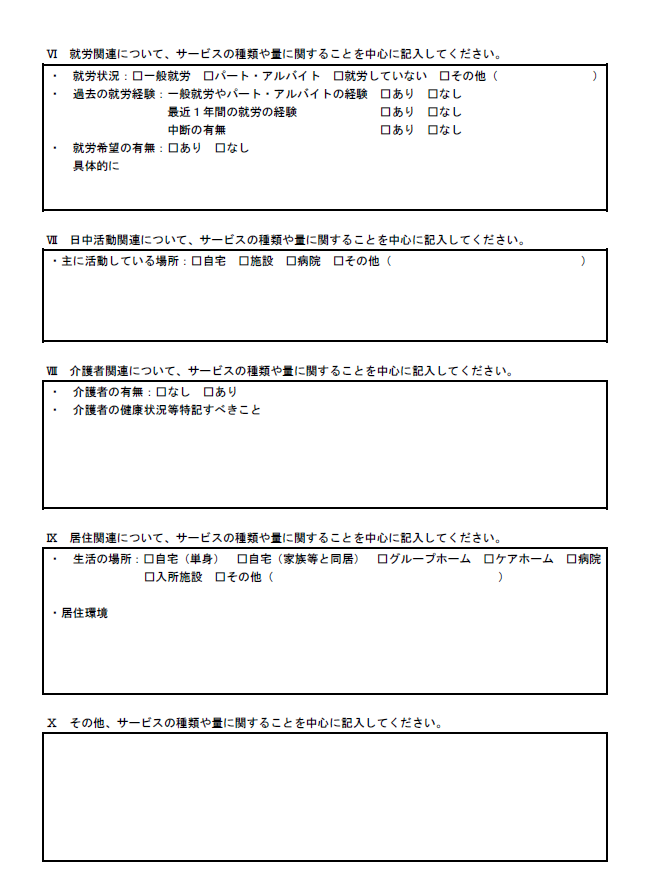 Ⅵ　就労関連について、サービスの種類や量に関することを中心に記入してください。
・　就労状況：□一般就労　□パート・アルバイト　□就労していない　□その他（　　　　　　　　）
・　過去の就労経験：一般就労やパート・アルバイトの経験　□あり　□なし
最近１年間の就労の経験　□あり　□なし
中断の有無　□あり　□なし
・　就労希望の有無：□あり　□なし
具体的に
Ⅶ　日中活動関連について、サービスの種類や量に関することを中心に記入してください。
・主に活動している場所：□自宅　□施設　□病院　□その他（　　　　　　　　　　　　　　　　）
Ⅷ　介護者関連について、サービスの種類や量に関することを中心に記入してください。
・　介護者の有無：□なし　□あり
・　介護者の健康状況等特記すべきこと
Ⅸ　居住関連について、サービスの種類や量に関することを中心に記入してください。
・　生活の場所：□自宅（単身）　□自宅（家族等と同居）　□グループホーム　□ケアホーム　□病院
□入所施設　□その他（　　　　　　　　　　　　　　　　　　　）
・居住環境
Ⅹ　その他、サービスの種類や量に関することを中心に記入してください。